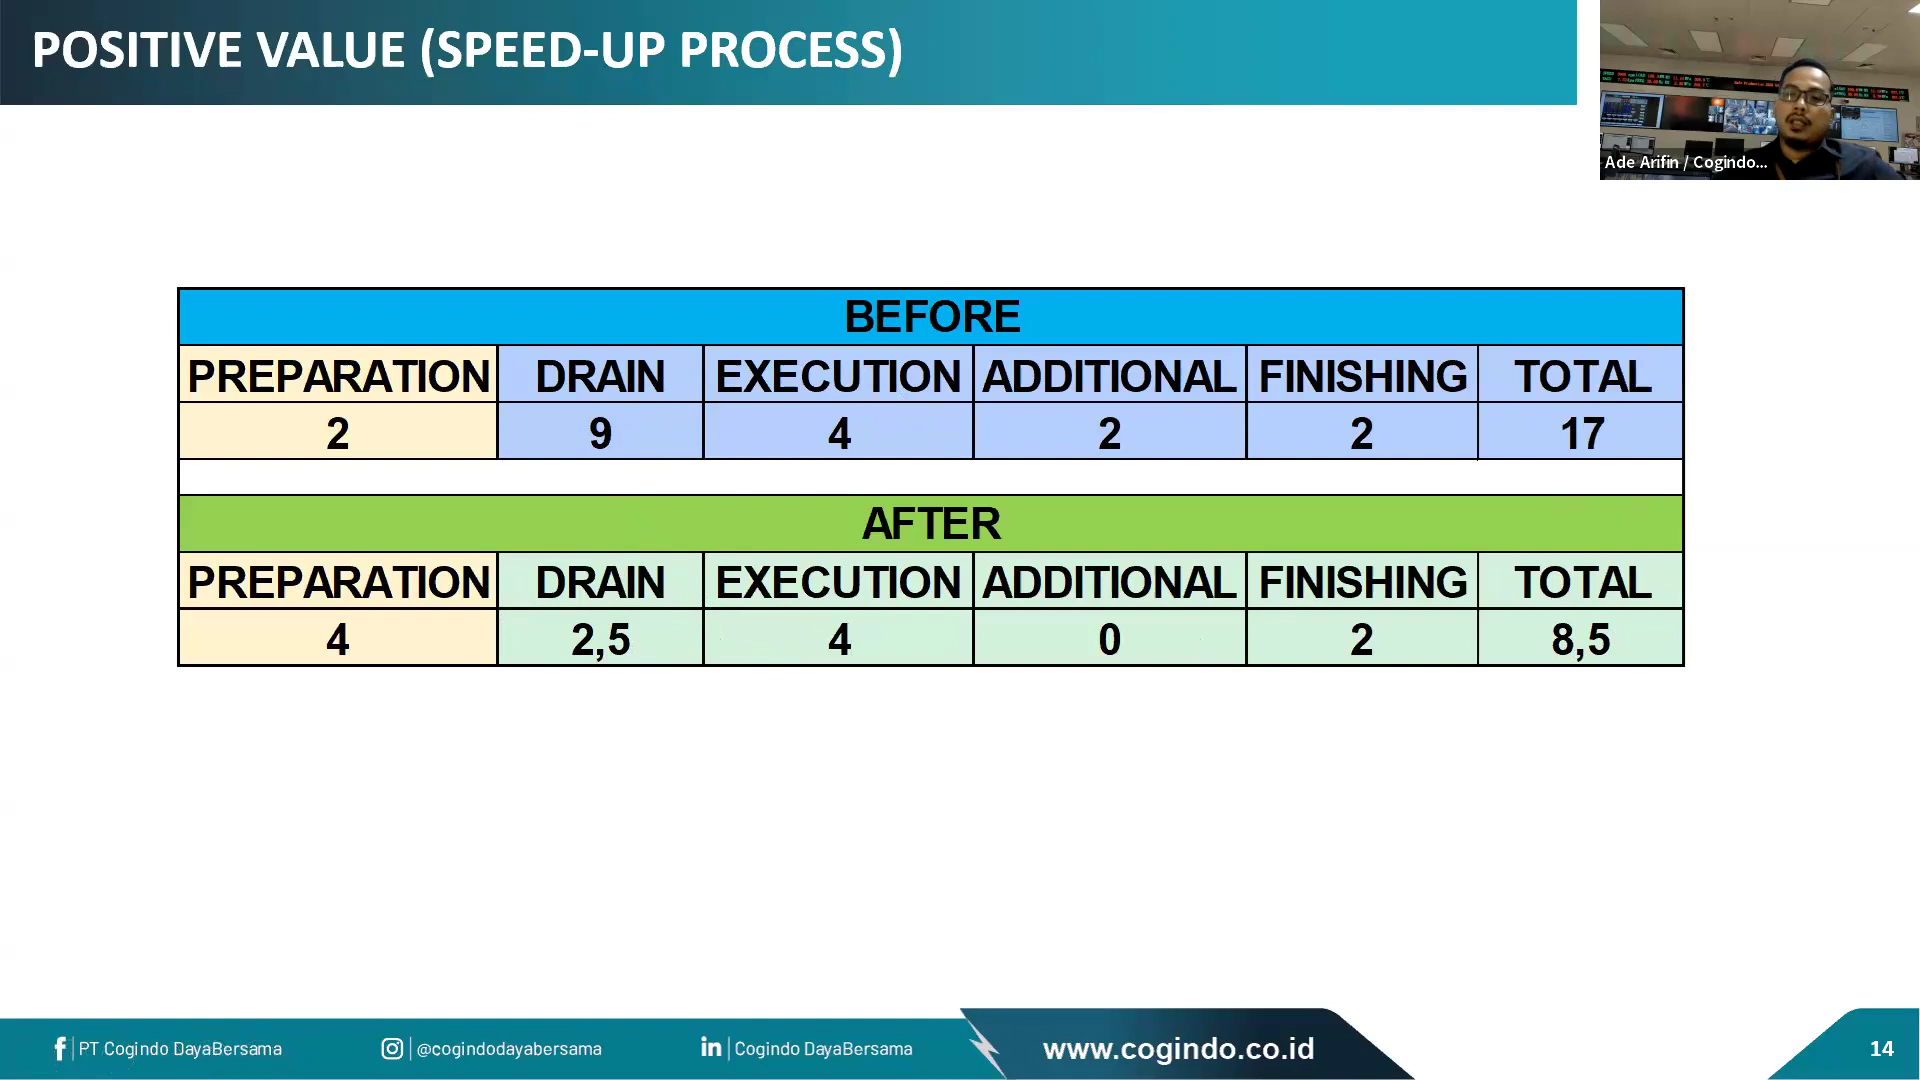 POSITIVE VALUE (SPEED-UP PROCESS)
Ade Arifin / Cogindo...
BEFORE
PREPARATION DRAIN EXECUTION ADDITIONAL FINISHING TOTAL
2 9 4 2 2 17
AFTER
PREPARATION DRAIN EXECUTION ADDITIONAL FINISHING TOTAL
4 2,5 4 0 2 8,5
PT Cogindo DayaBersama @cogindodayabersama Cogindo DayaBersama www.cogindo.co.id 14